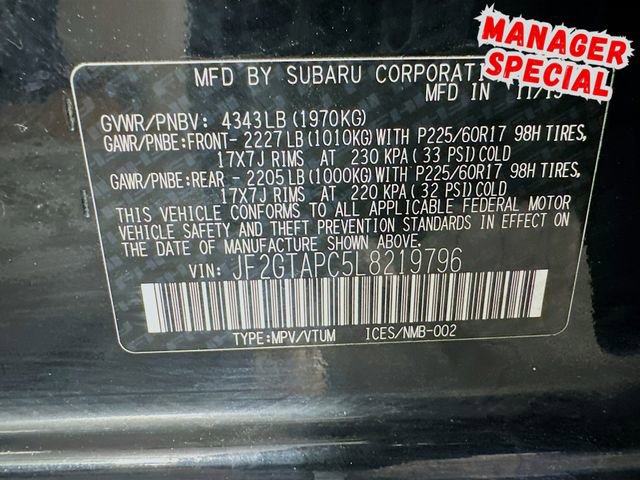 MANAGER
SPECIAL
MFD BY SUBARU CORPORATI
MFD IN 11/19
GVWR/PNBV: 4343LB (1970KG)
GAWR/PNBE:FRONT- 2227LB(1010KG)WITH P225/60R17 98H TIRES,
17X7J RIMS AT 230 KPA (33 PSI)COLD
GAWR/PNBE:REAR - 2205LB(1000KG)WITH P225/60R17 98H TIRES,
17X7J RIMS AT 220 KPA (32 PSI)COLD
THIS VEHICLE CONFORMS TO ALL APPLICABLE FEDERAL MOTOR
VEHICLE SAFETY AND THEFT PREVENTION STANDARDS IN EFFECT ON
THE DATE OF MANUFACTURE SHOWN ABOVE.
VIN: JF2GTAPC5L8219796
TYPE:MPV/VTUM ICES/NMB-002